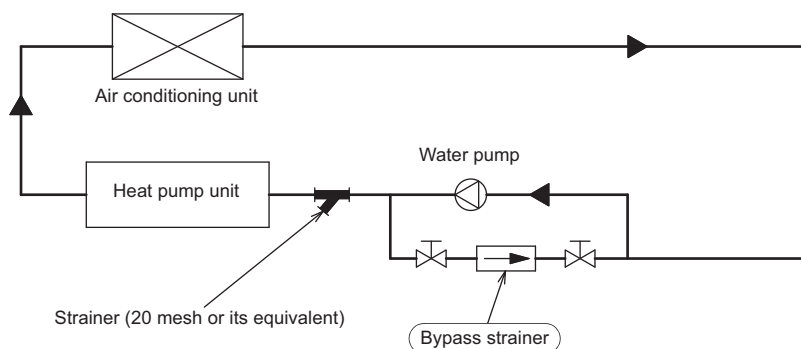 Air conditioning unit
Water pump
Heat pump unit
Strainer (20 mesh or its equivalent)
Bypass strainer